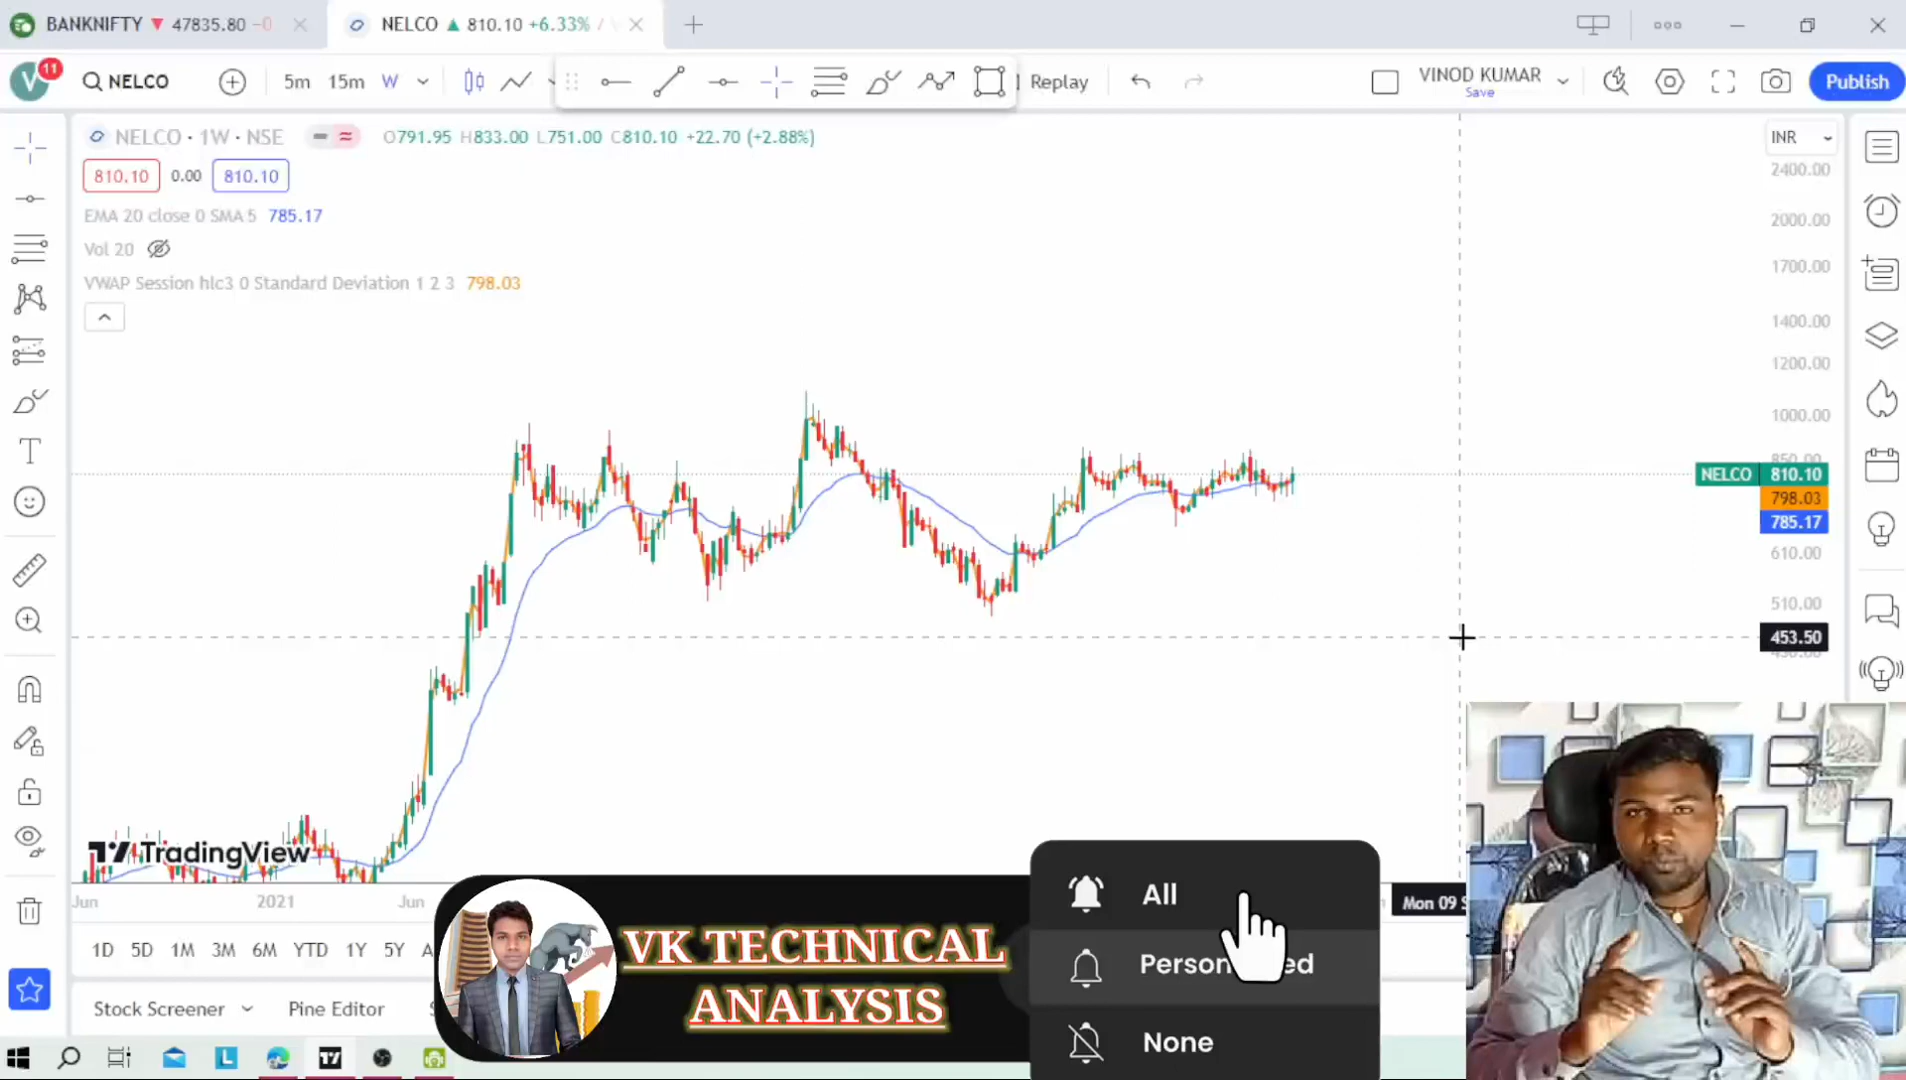 BANKNIFTY ▼ 47835.80 -0
NELCO ▲ 810.10 +6.33% /
V 11 NELCO 5m 15m W Replay VINOD KUMAR Save Publish
NELCO · 1W · NSE O791.95 H833.00 L751.00 C810.10 +22.70 (+2.88%)
INR
810.10 0.00 810.10
EMA 20 close 0 SMA 5 785.17
Vol 20
VWAP Session hlc3 0 Standard Deviation 1 2 3 798.03
2400.00
2000.00
1700.00
1400.00
1200.00
1000.00
850.00
NELCO 810.10
798.03
785.17
610.00
510.00
453.50
TradingView
Jun 2021 Jun Mon 09 S
1D 5D 1M 3M 6M YTD 1Y 5Y A
Stock Screener Pine Editor
VK TECHNICAL
ANALYSIS
All
None